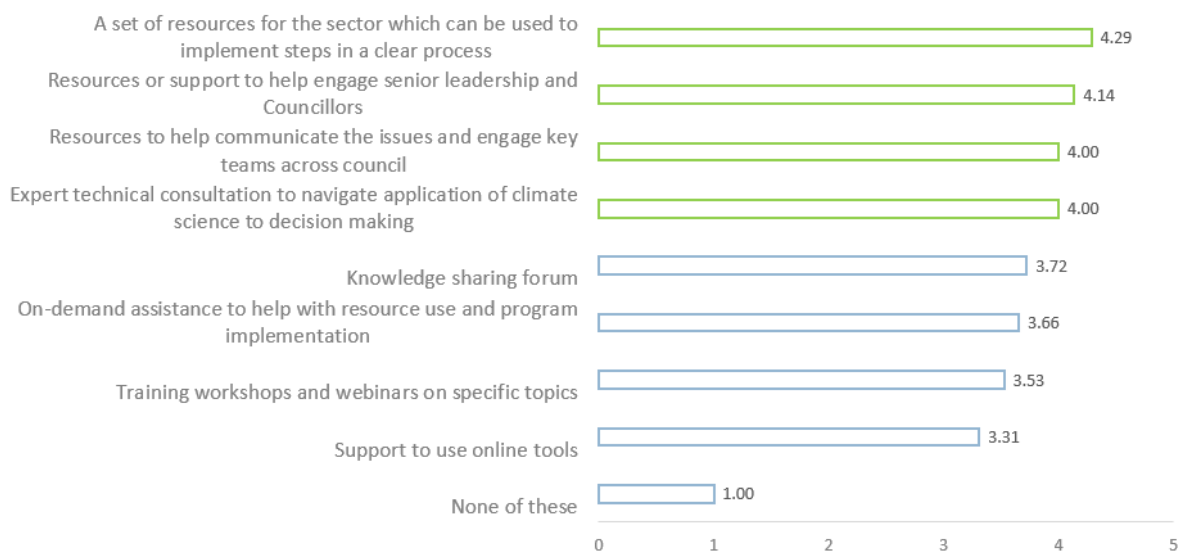 A set of resources for the sector which can be used to
implement steps in a clear process
4.29
Resources or support to help engage senior leadership and
Councillors
4.14
Resources to help communicate the issues and engage key
teams across council
4.00
Expert technical consultation to navigate application of climate
science to decision making
4.00
Knowledge sharing forum
3.72
On-demand assistance to help with resource use and program
implementation
3.66
Training workshops and webinars on specific topics
3.53
Support to use online tools
3.31
None of these
1.00
0 1 2 3 4 5